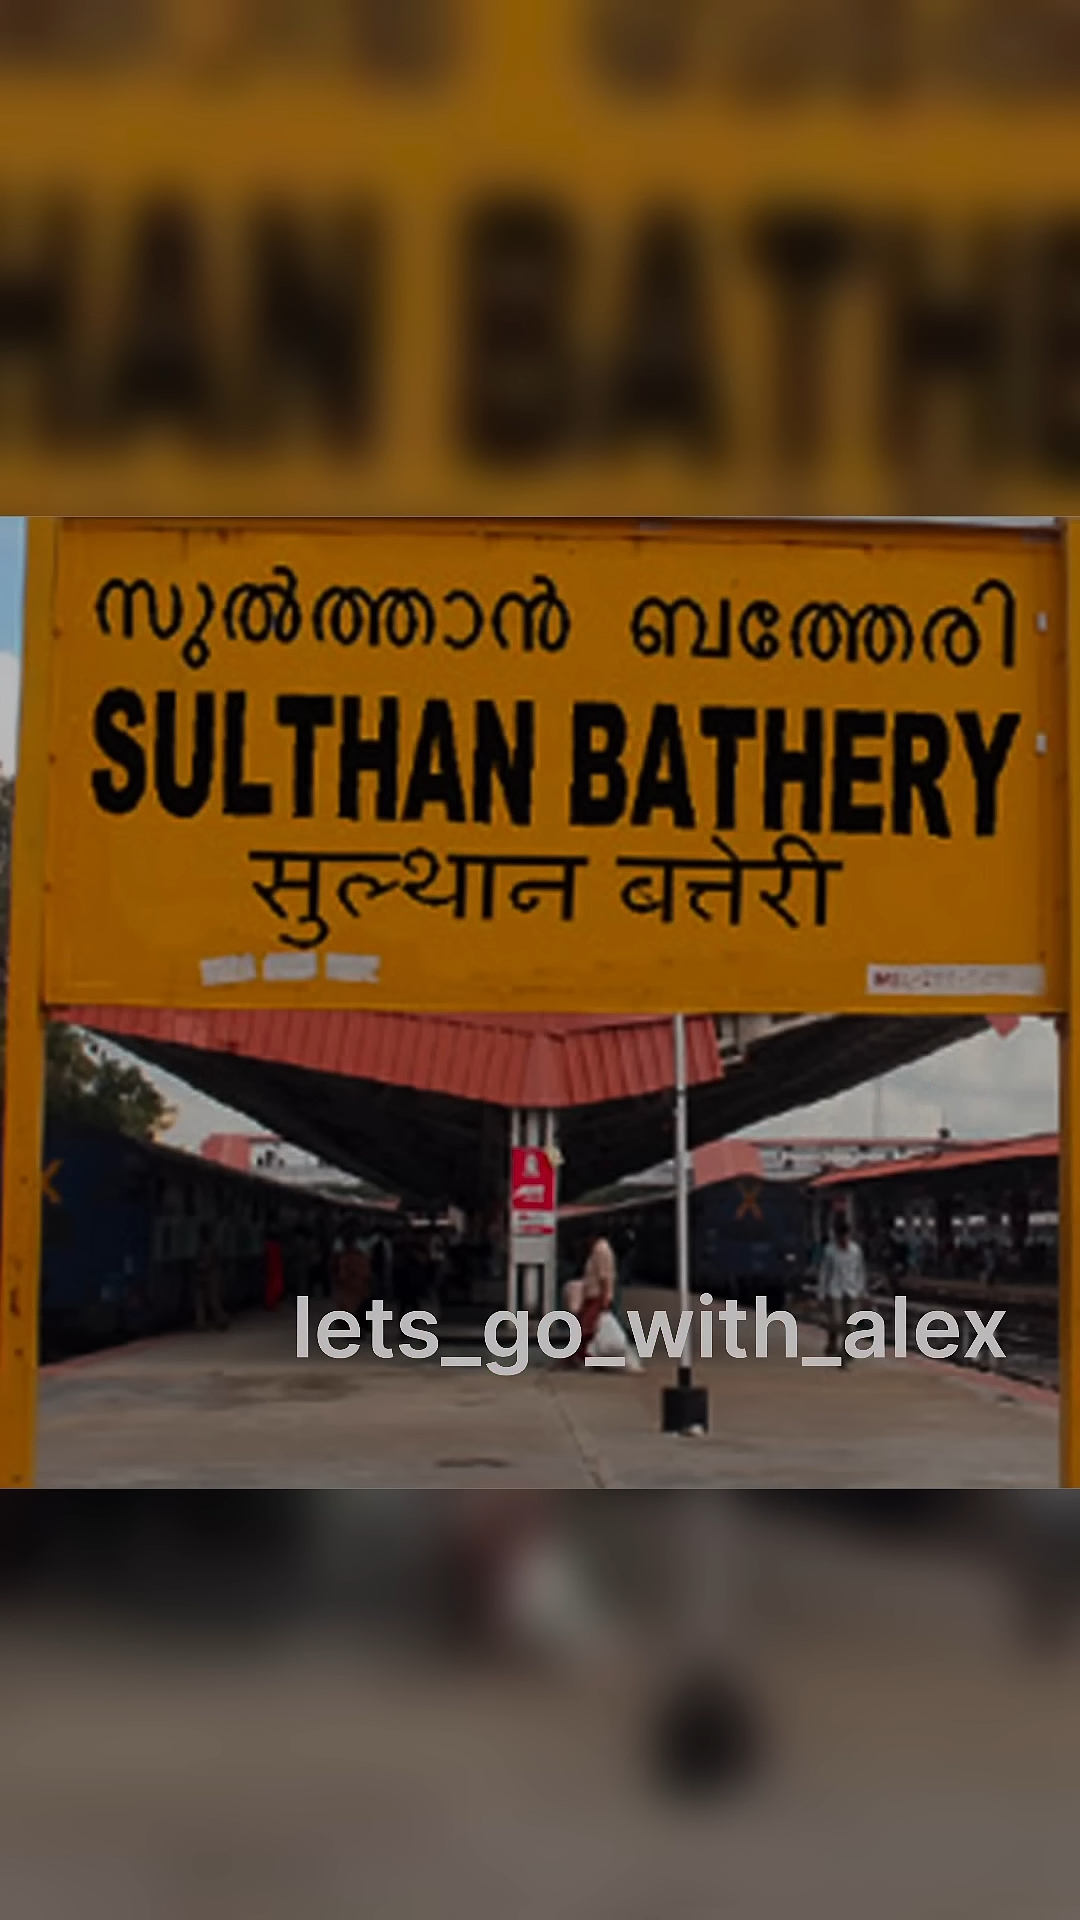 സുൽത്താൻ ബത്തേരി
SULTHAN BATHERY
सुल्थान बत्तेरी
lets_go_with_alex